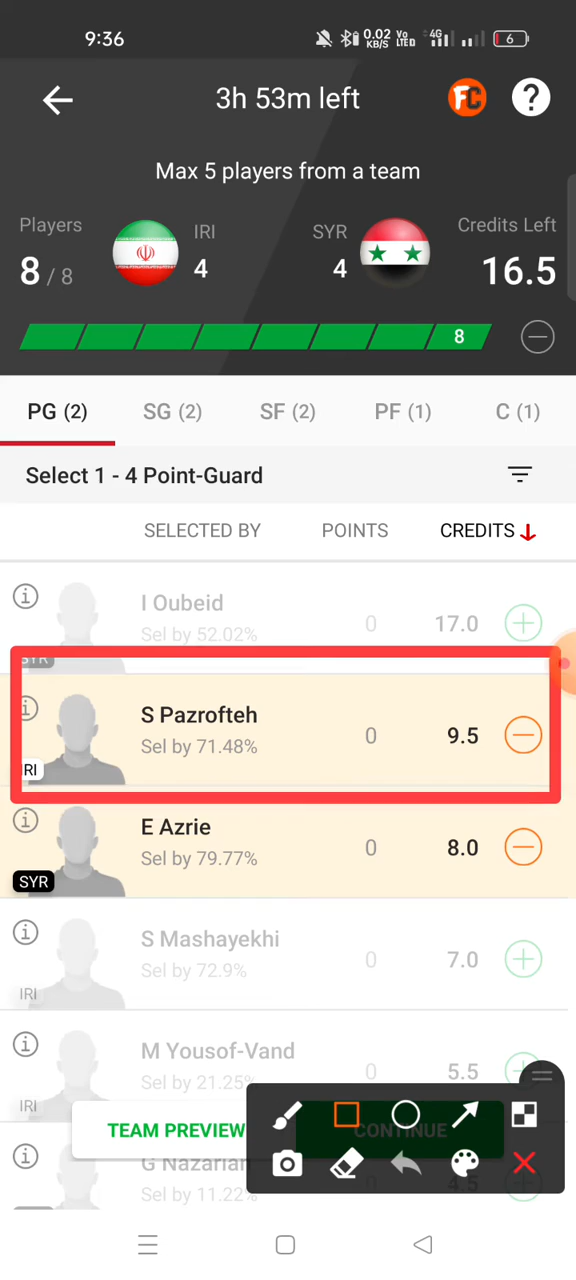 9:36
0.02 KB/S
Vo LTE D
4G
6
3h 53m left
FC
?
Max 5 players from a team
Players
IRI
SYR
Credits Left
8 / 8
4
4
16.5
8
PG (2)
SG (2)
SF (2)
PF (1)
C (1)
Select 1 - 4 Point-Guard
SELECTED BY
POINTS
CREDITS
I Oubeid
Sel by 52.02%
0
17.0
SYR
S Pazrofteh
Sel by 71.48%
0
9.5
RI
E Azrie
Sel by 79.77%
0
8.0
SYR
S Mashayekhi
Sel by 72.9%
0
7.0
IRI
M Yousof-Vand
Sel by 21.25%
0
5.5
IRI
TEAM PREVIEW
CONTINUE
G Nazarian
Sel by 11.22%
4.5